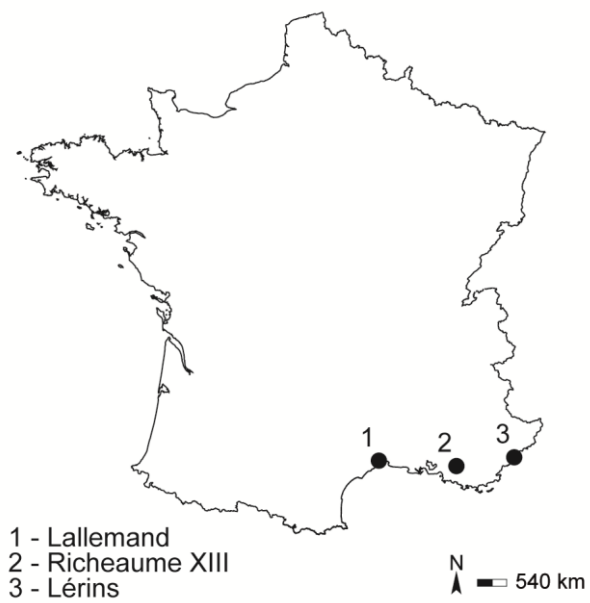 1
2
3
1 - Lallemand
2 - Richeaume XIII
3 - Lérins
N
540 km